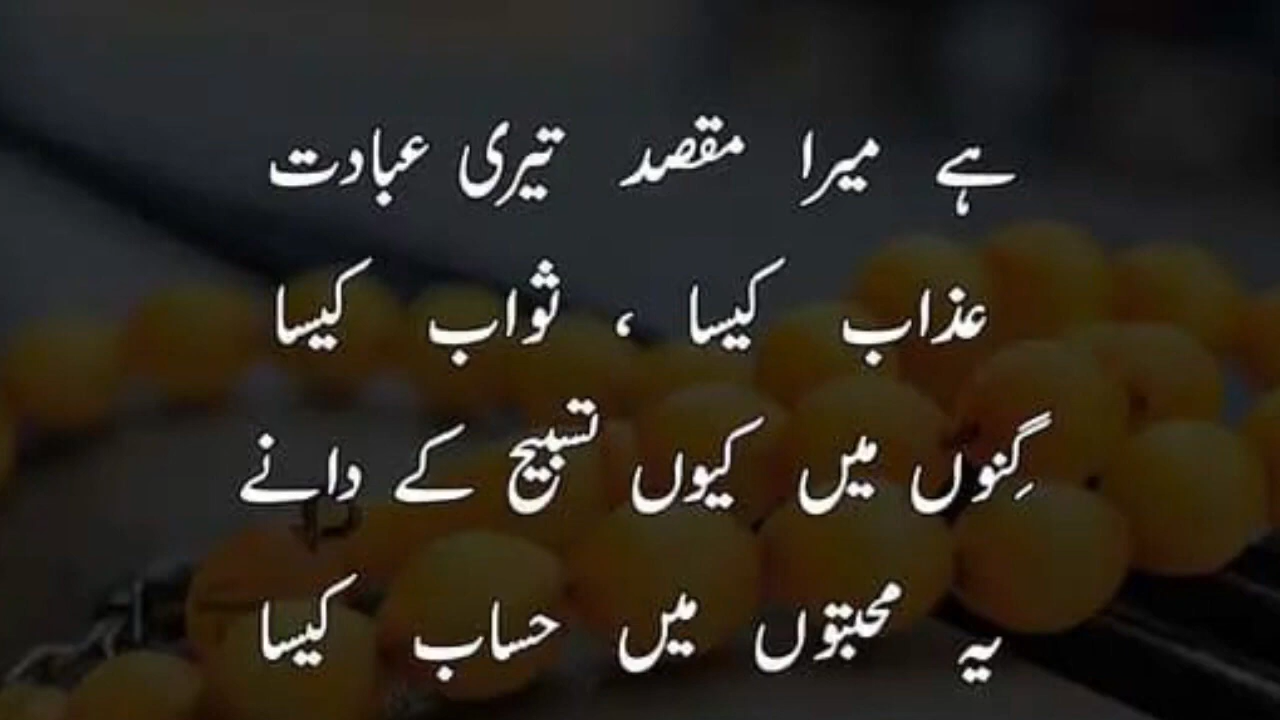 ہے میرا مقصد تیری عبادت
عذاب کیسا ، ثواب کیسا
گِنوں میں کیوں تسبیح کے دانے
یہ محبتوں میں حساب کیسا